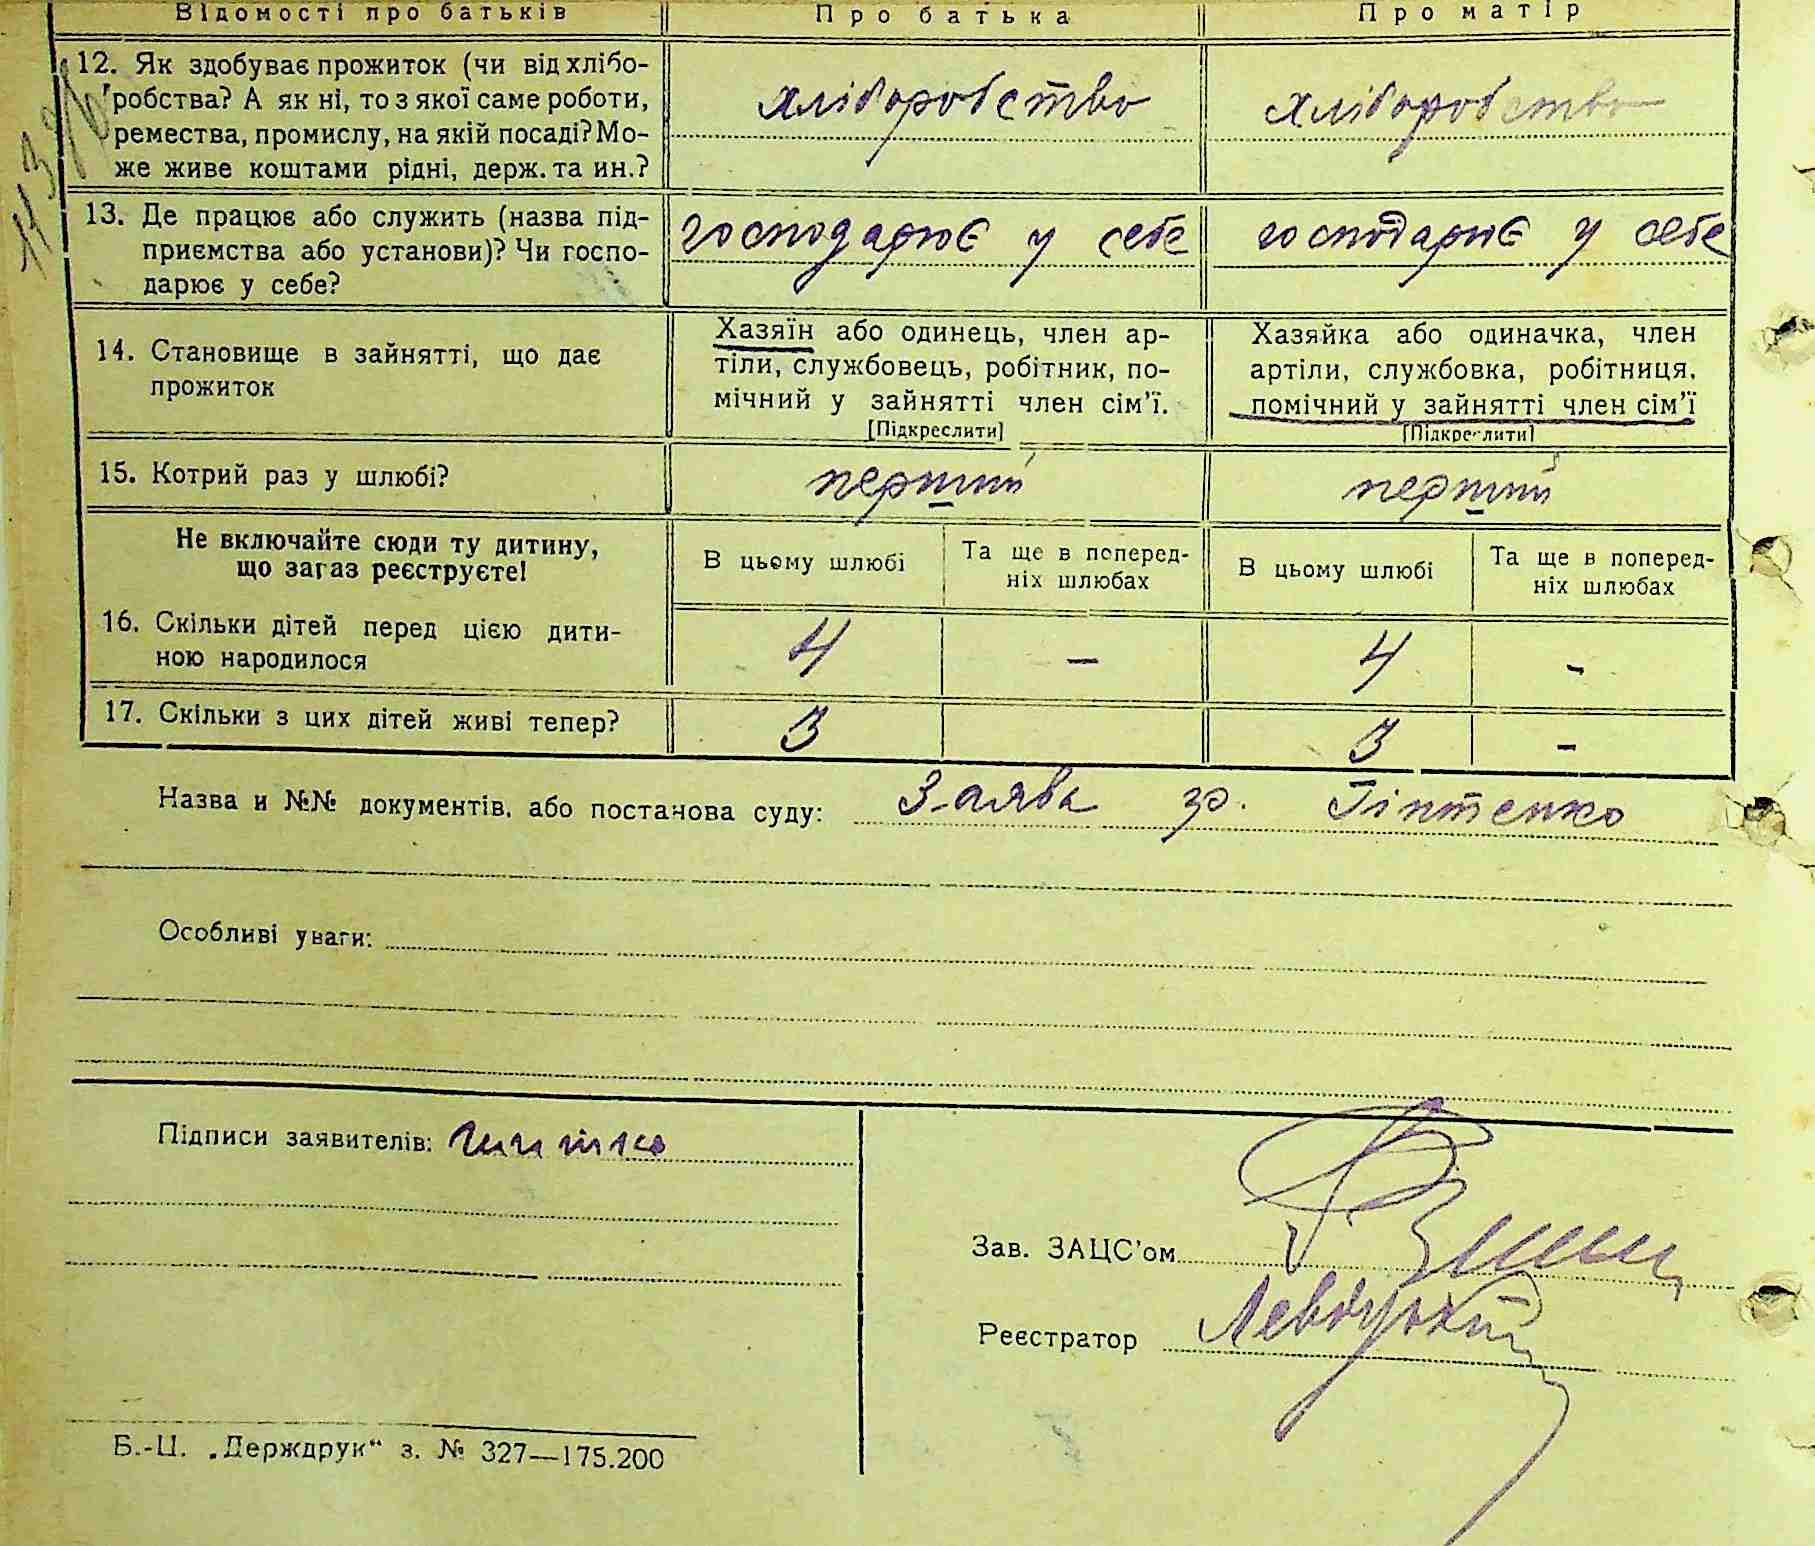 Відомості про батьків Про батька Про матір
12. Як здобуває прожиток (чи від хлібо-
робства? А як ні, то з якої саме роботи,
ремества, промислу, на якій посаді? Мо-
же живе коштами рідні, держ. та ин.?
хліборобство хліборобство
13. Де працює або служить (назва під-
приємства або установи)? Чи госпо-
дарює у себе?
господарює у себе господарює у себе
14. Становище в зайнятті, що дає
прожиток
Хазяїн або одинець, член ар-
тіли, службовець, робітник, по-
мічний у зайнятті член сім'ї.
[Підкреслити]
Хазяйка або одиначка, член
артіли, службовка, робітниця,
помічний у зайнятті член сім'ї
[Підкреслити]
15. Котрий раз у шлюбі? перший перший
Не включайте сюди ту дитину,
що загаз реєструєте!
В цьому шлюбі
Та ще в поперед-
ніх шлюбах
В цьому шлюбі
Та ще в поперед-
ніх шлюбах
16. Скільки дітей перед цією дити-
ною народилося
4 – 4 -
17. Скільки з цих дітей живі тепер? 3 3 -
Назва и №№ документів, або постанова суду: Заява гр.
Особливі уваги:
Підписи заявителів:
Зав. ЗАЦС'ом
Реєстратор Левіцький
Б.-Ц. „Держдрук“ з. № 327—175.200